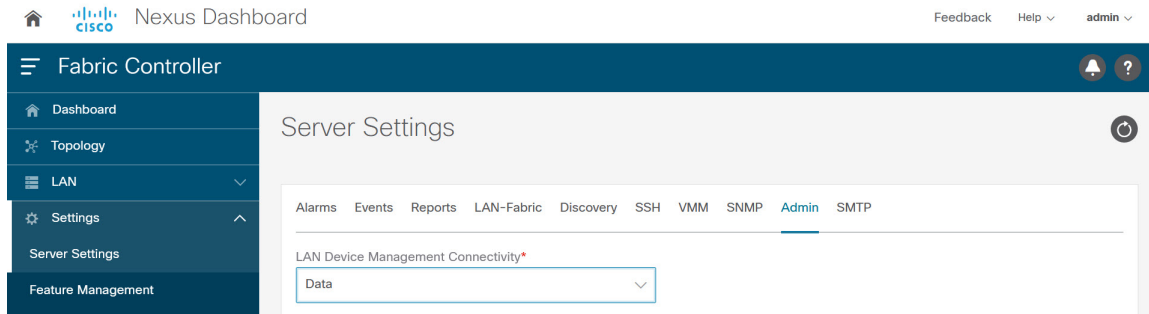 CISCO Nexus Dashboard Feedback Help admin
Fabric Controller ?
Dashboard
Topology
LAN
Settings
Server Settings
Feature Management
Server Settings
Alarms Events Reports LAN-Fabric Discovery SSH VMM SNMP Admin SMTP
LAN Device Management Connectivity*
Data